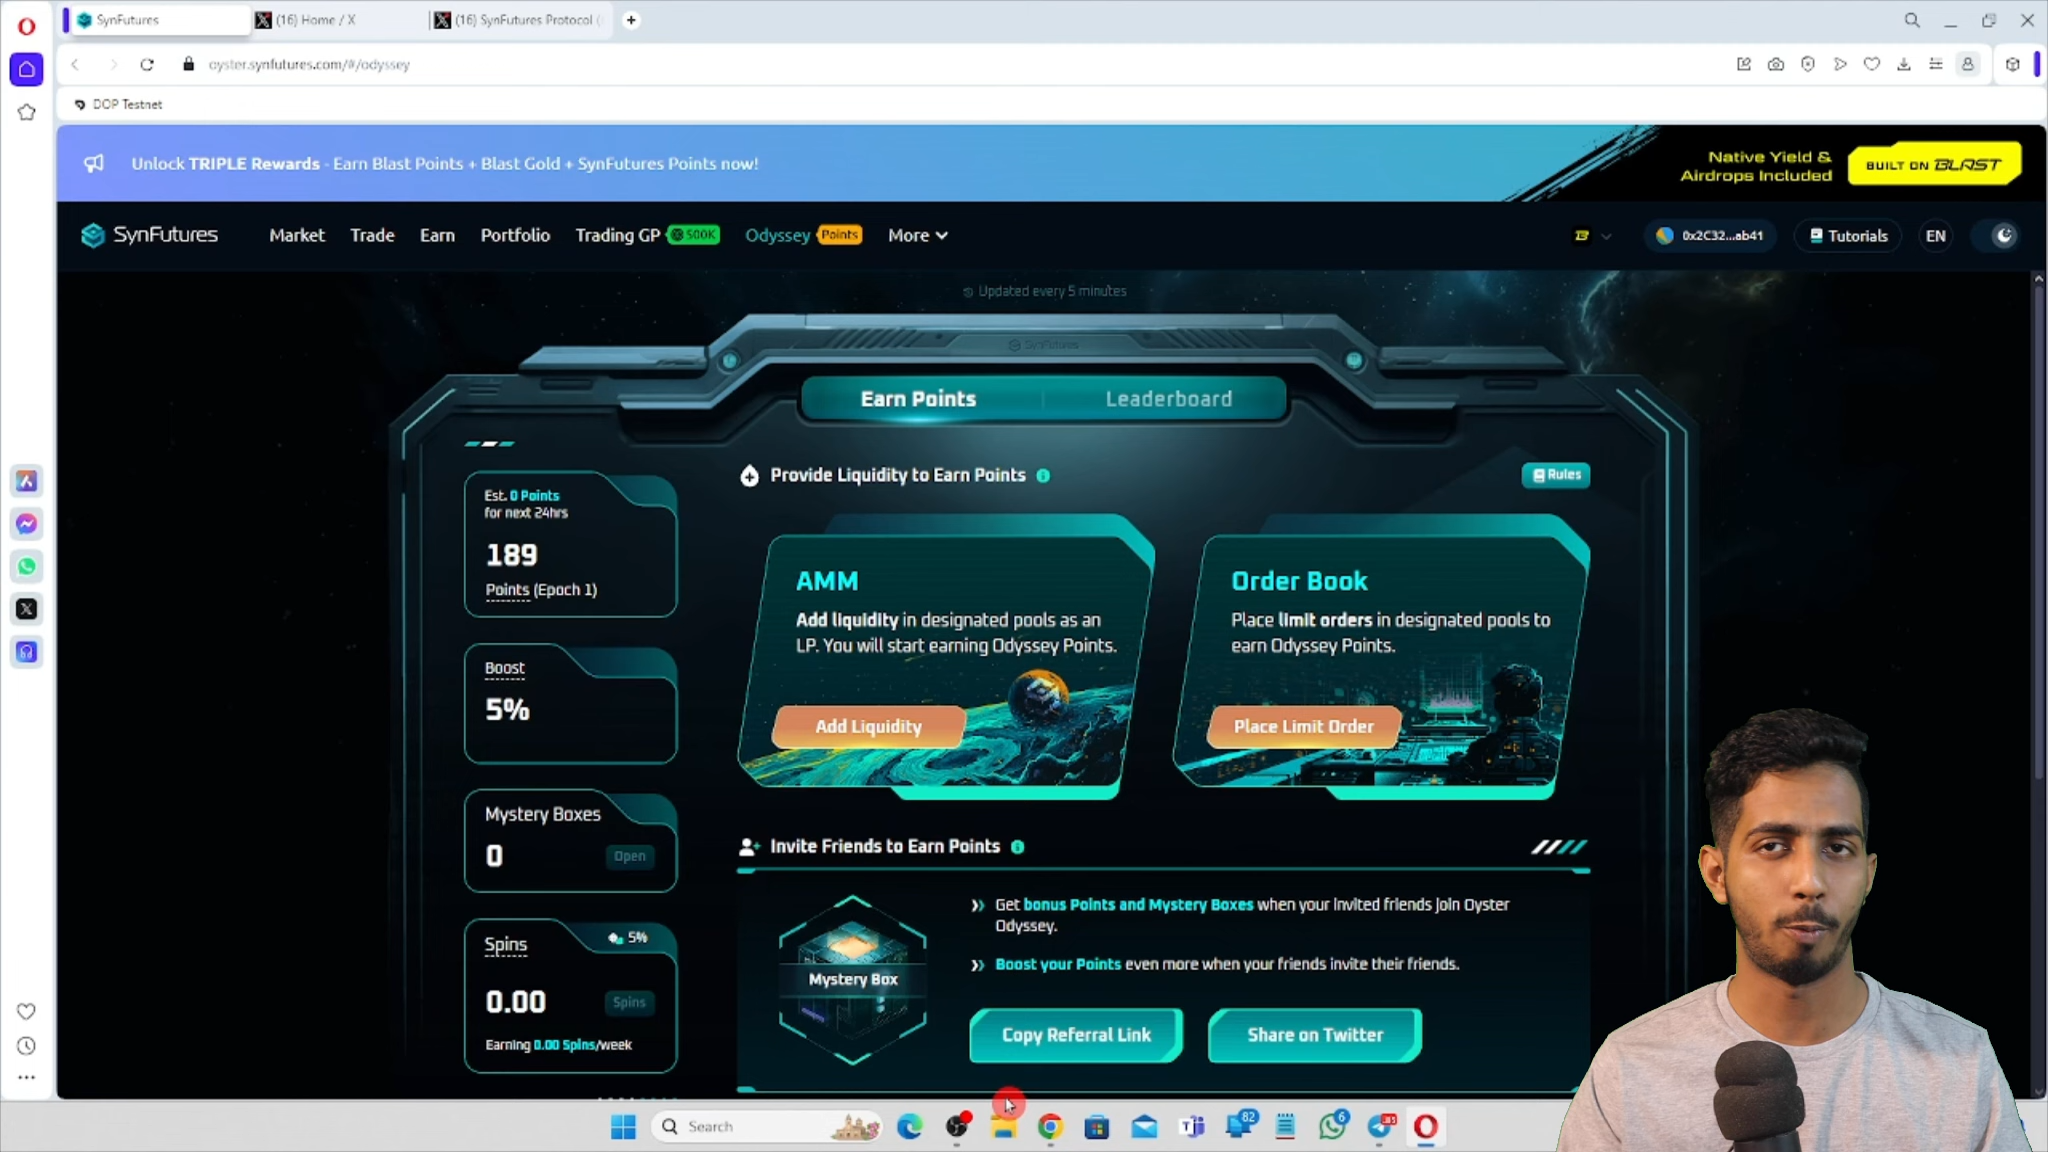 SynFutures
(16) Home / X
(16) SynFutures Protocol (
oyster.synfutures.com/#/odyssey
DOP Testnet
Unlock TRIPLE Rewards - Earn Blast Points + Blast Gold + SynFutures Points now!
Native Yield &
Airdrops Included
BUILT ON BLAST
SynFutures
Market
Trade
Earn
Portfolio
Trading GP
500K
Odyssey
Points
More
0x2C32...ab41
Tutorials
EN
Updated every 5 minutes
SynFutures
Earn Points
Leaderboard
Est. 0 Points
for next 24hrs
189
Points (Epoch 1)
Boost
5%
Mystery Boxes
0
Open
Spins
5%
0.00
Spins
Earning 0.00 Spins/week
Provide Liquidity to Earn Points
Rules
AMM
Add liquidity in designated pools as an
LP. You will start earning Odyssey Points.
Add Liquidity
Order Book
Place limit orders in designated pools to
earn Odyssey Points.
Place Limit Order
Invite Friends to Earn Points
Mystery Box
Get bonus Points and Mystery Boxes when your invited friends join Oyster
Odyssey.
Boost your Points even more when your friends invite their friends.
Copy Referral Link
Share on Twitter
Search
82
6